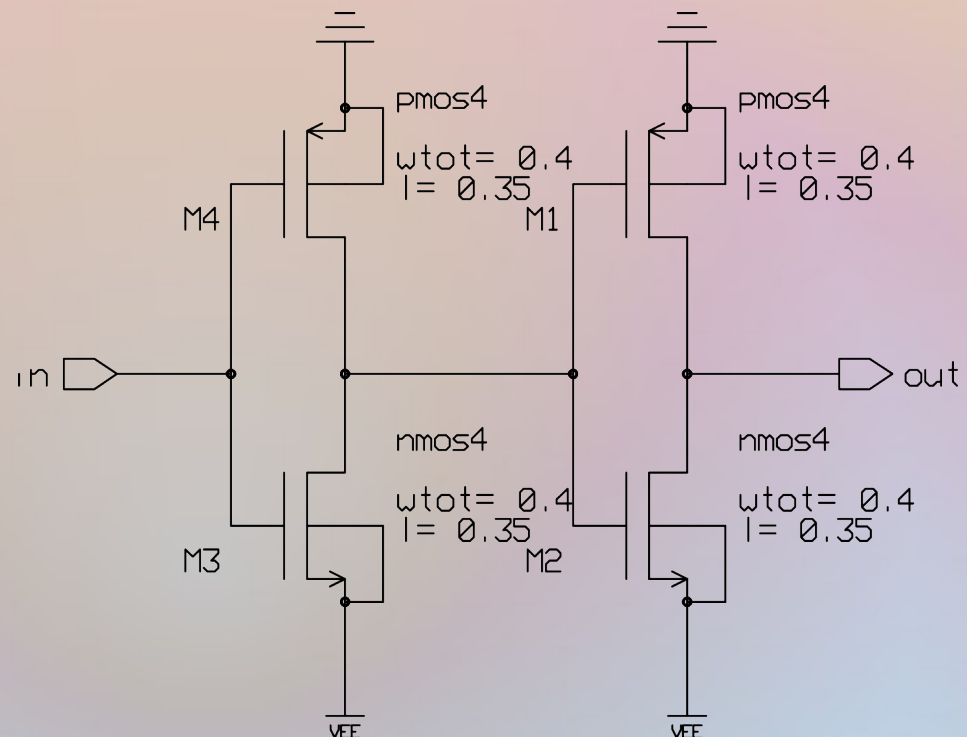 pmos4
pmos4
wtot= 0.4
l= 0.35
wtot= 0.4
l= 0.35
M4
M1
in
out
nmos4
nmos4
wtot= 0.4
l= 0.35
wtot= 0.4
l= 0.35
M3
M2
VEE
VEE